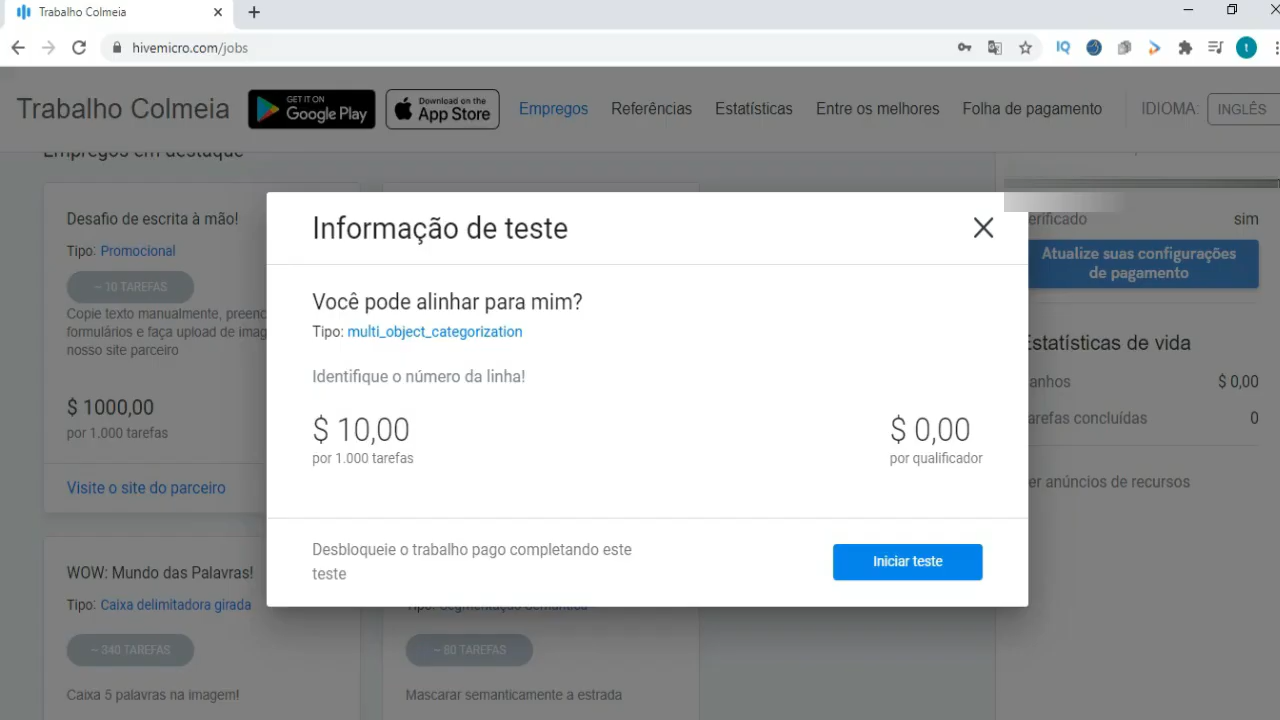 Trabalho Colmeia
hivemicro.com/jobs
IQ
t
Trabalho Colmeia
GET IT ON
Google Play
Download on the
App Store
Empregos
Referências
Estatísticas
Entre os melhores
Folha de pagamento
IDIOMA:
INGLÊS
Empregos em destaque
Desafio de escrita à mão!
Tipo: Promocional
~ 10 TAREFAS
Copie texto manualmente,
formulários e faça upload de
nosso site parceiro
$ 1000,00
por 1.000 tarefas
Visite o site do parceiro
WOW: Mundo das Palavras!
Tipo: Caixa delimitadora girada
~ 340 TAREFAS
Caixa 5 palavras na imagem!
Informação de teste
Você pode alinhar para mim?
Tipo: multi_object_categorization
Identifique o número da linha!
$ 10,00
por 1.000 tarefas
$ 0,00
por qualificador
Desbloqueie o trabalho pago completando este
teste
Iniciar teste
Tipo: Segmentação Semântica
~ 80 TAREFAS
Mascarar semanticamente a estrada
erificado
sim
Atualize suas configurações
de pagamento
Estatísticas de vida
anhos
$ 0,00
arefas concluídas
0
er anúncios de recursos